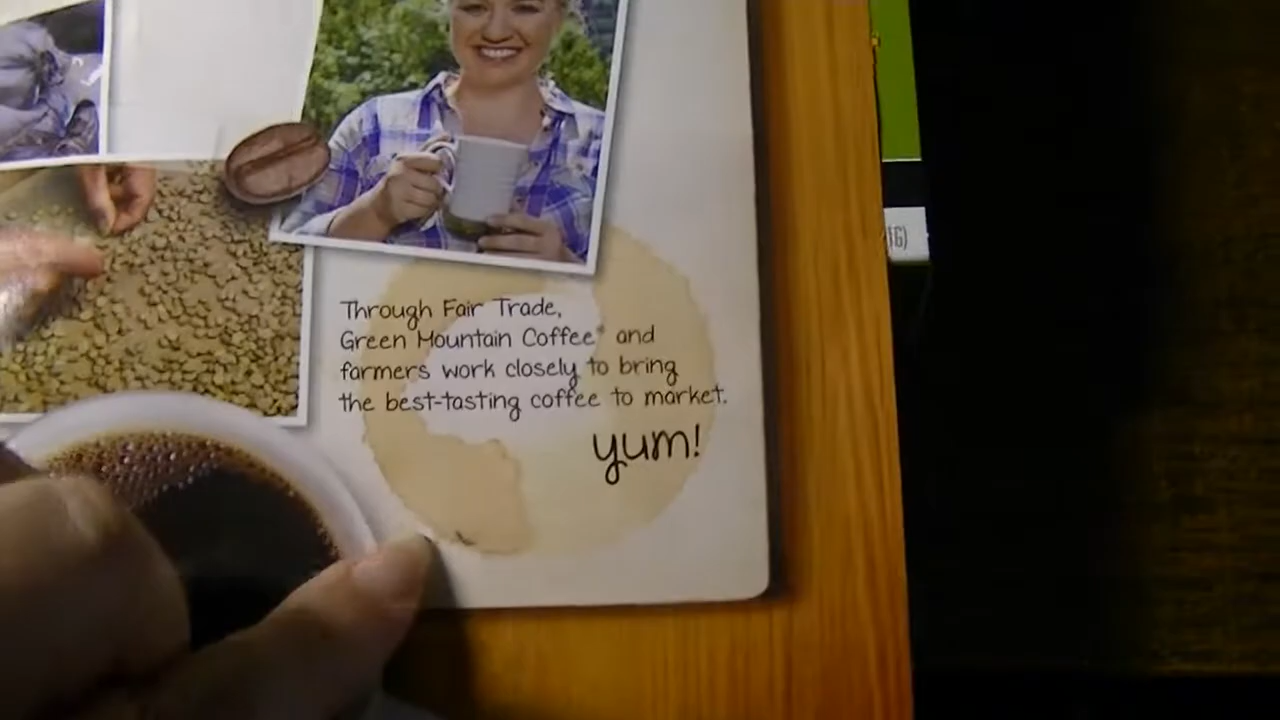 Through Fair Trade,
Green Mountain Coffee® and
farmers work closely to bring
the best-tasting coffee to market.
yum!